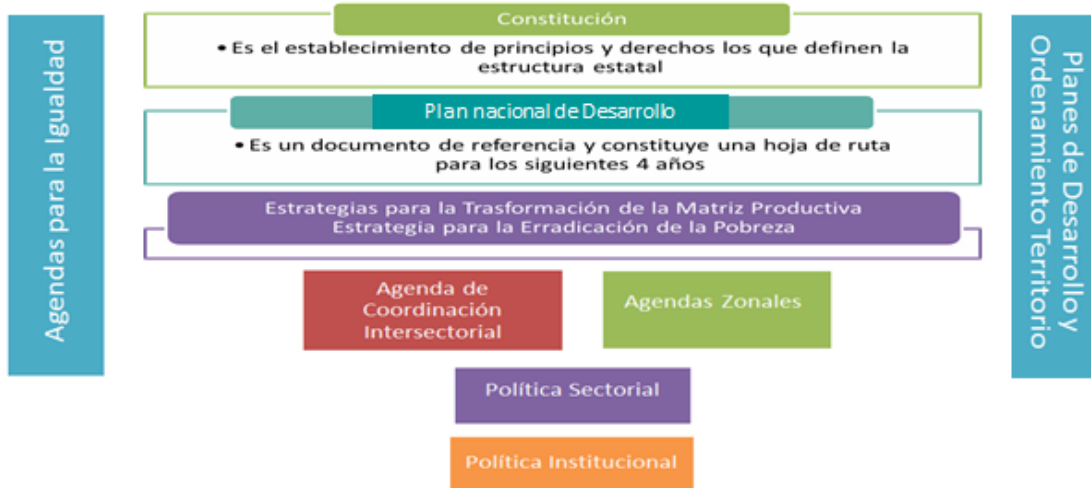 Agendas para la Igualdad
Constitución
• Es el establecimiento de principios y derechos los que definen la
estructura estatal
Plan nacional de Desarrollo
• Es un documento de referencia y constituye una hoja de ruta
para los siguientes 4 años
Estrategias para la Trasformación de la Matriz Productiva
Estrategia para la Erradicación de la Pobreza
Agenda de
Coordinación
Intersectorial
Agendas Zonales
Política Sectorial
Política Institucional
Planes de Desarrollo y
Ordenamiento Territorio